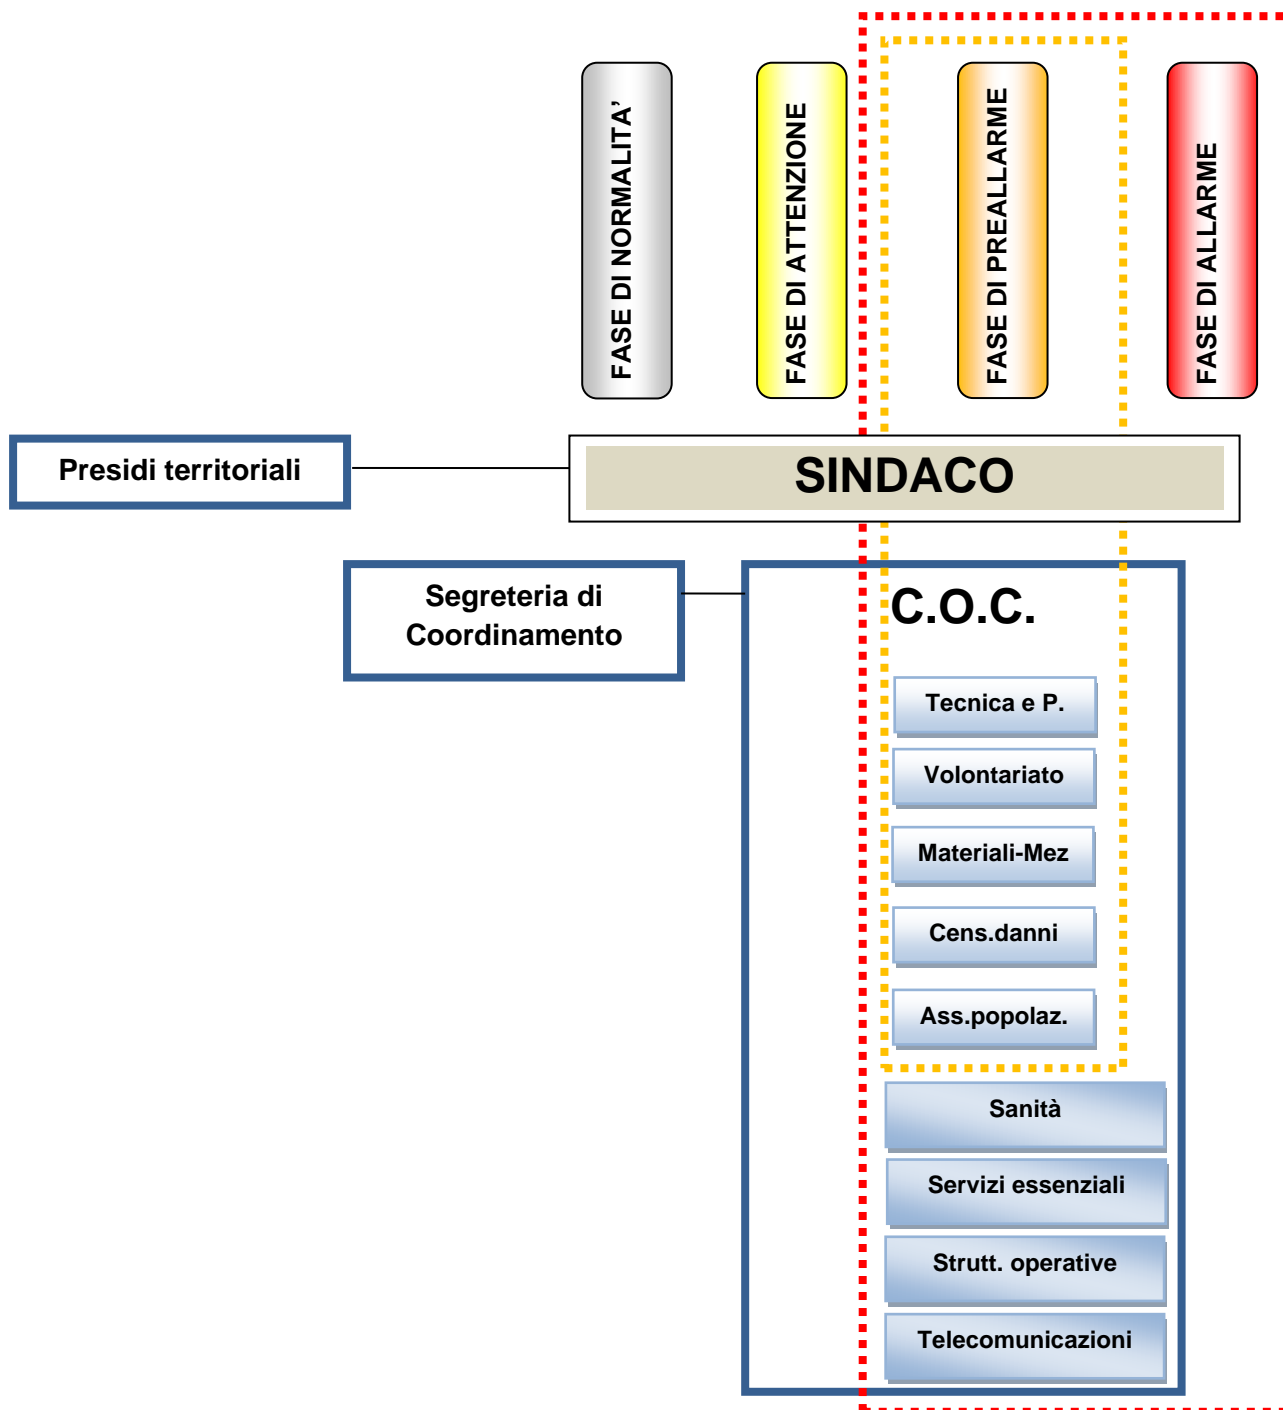 FASE DI NORMALITA’
FASE DI ATTENZIONE
FASE DI PREALLARME
FASE DI ALLARME
Presidi territoriali
SINDACO
Segreteria di
Coordinamento
C.O.C.
Tecnica e P.
Volontariato
Materiali-Mez
Cens.danni
Ass.popolaz.
Sanità
Servizi essenziali
Strutt. operative
Telecomunicazioni